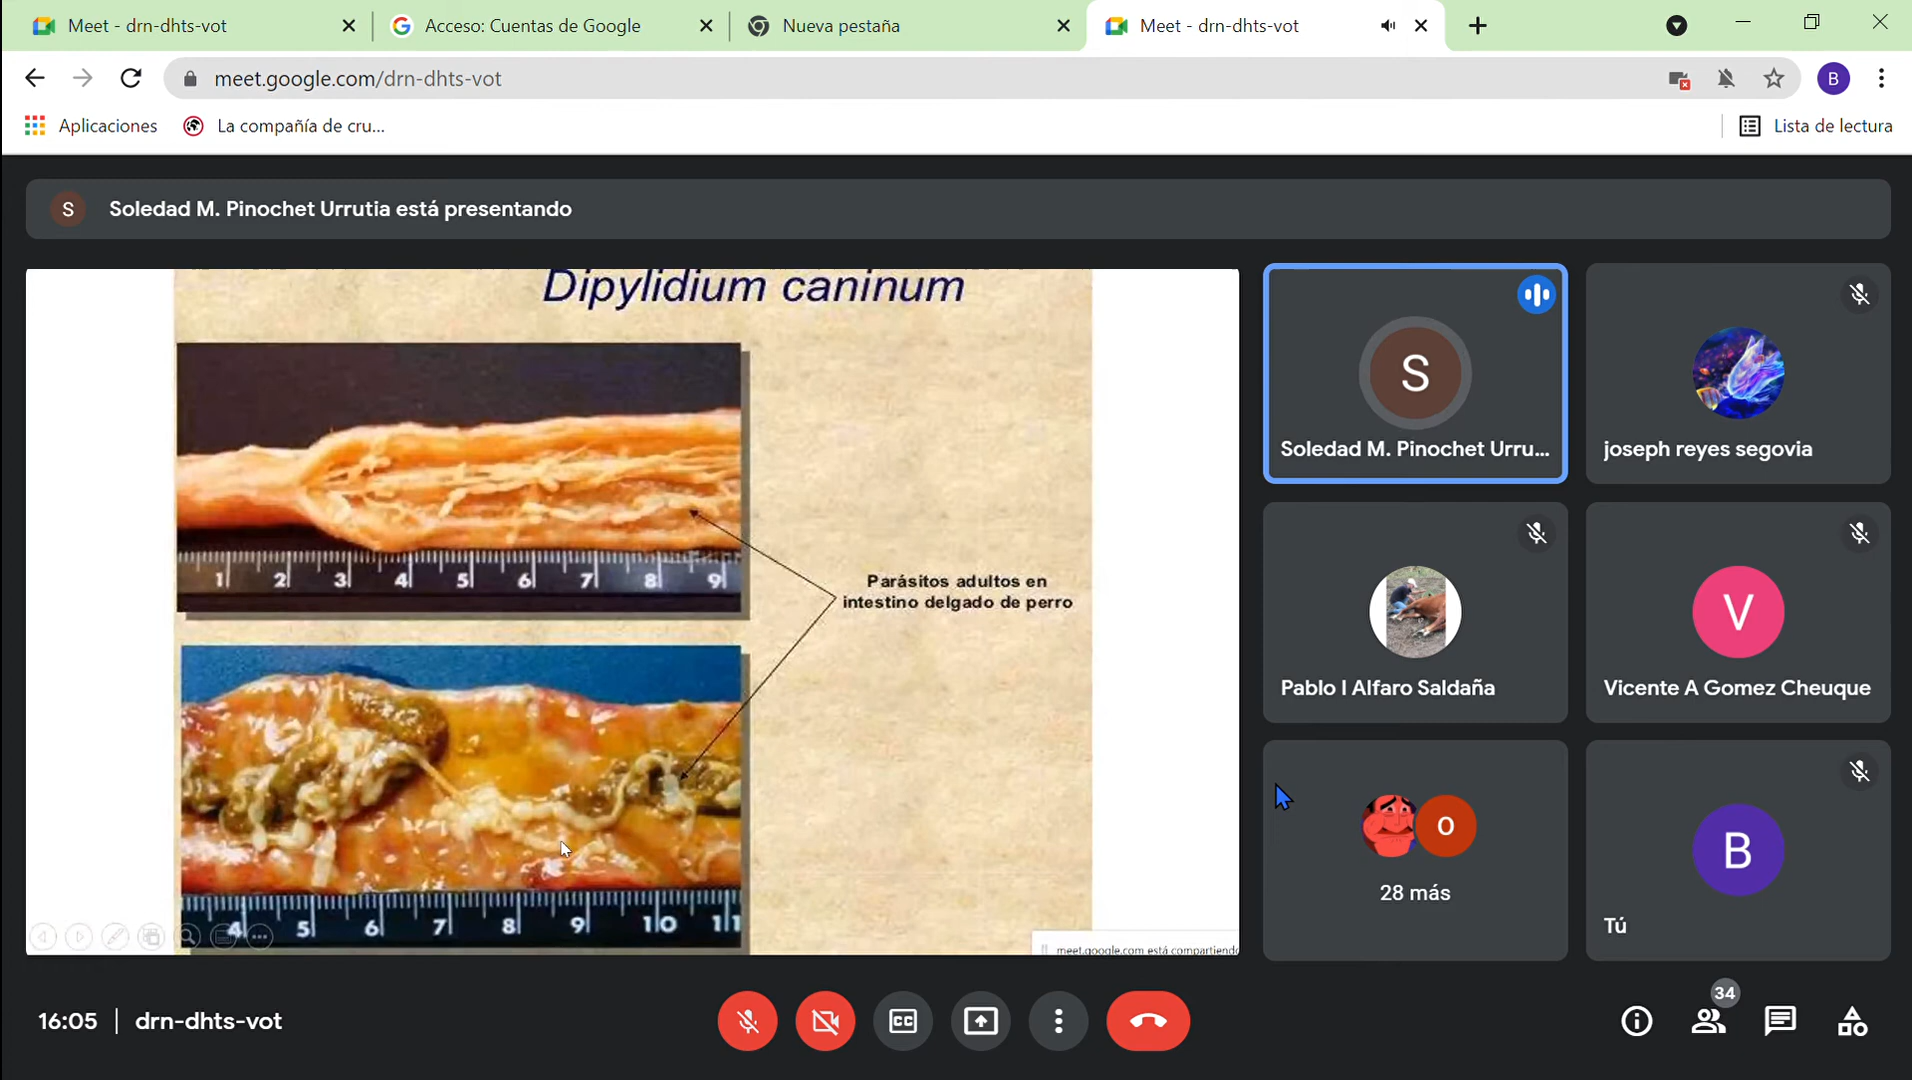 Meet - drn-dhts-vot
Acceso: Cuentas de Google
Nueva pestaña
Meet - drn-dhts-vot
meet.google.com/drn-dhts-vot
B
Aplicaciones
La compañía de cru...
Lista de lectura
S
Soledad M. Pinochet Urrutia está presentando
Dipylidium caninum
1 2 3 4 5 6 7 8 9
Parásitos adultos en
intestino delgado de perro
4 5 6 7 8 9 10 11
meet.google.com está compartiendo
S
Soledad M. Pinochet Urru...
joseph reyes segovia
Pablo I Alfaro Saldaña
V
Vicente A Gomez Cheuque
O
28 más
B
Tú
16:05
drn-dhts-vot
CC
34